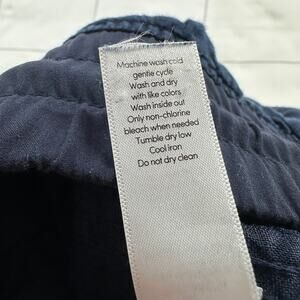 Machine wash cold
gentle cycle
Wash and dry
with like colors
Wash inside out
Only non-chlorine
bleach when needed
Tumble dry low
Cool iron
Do not dry clean